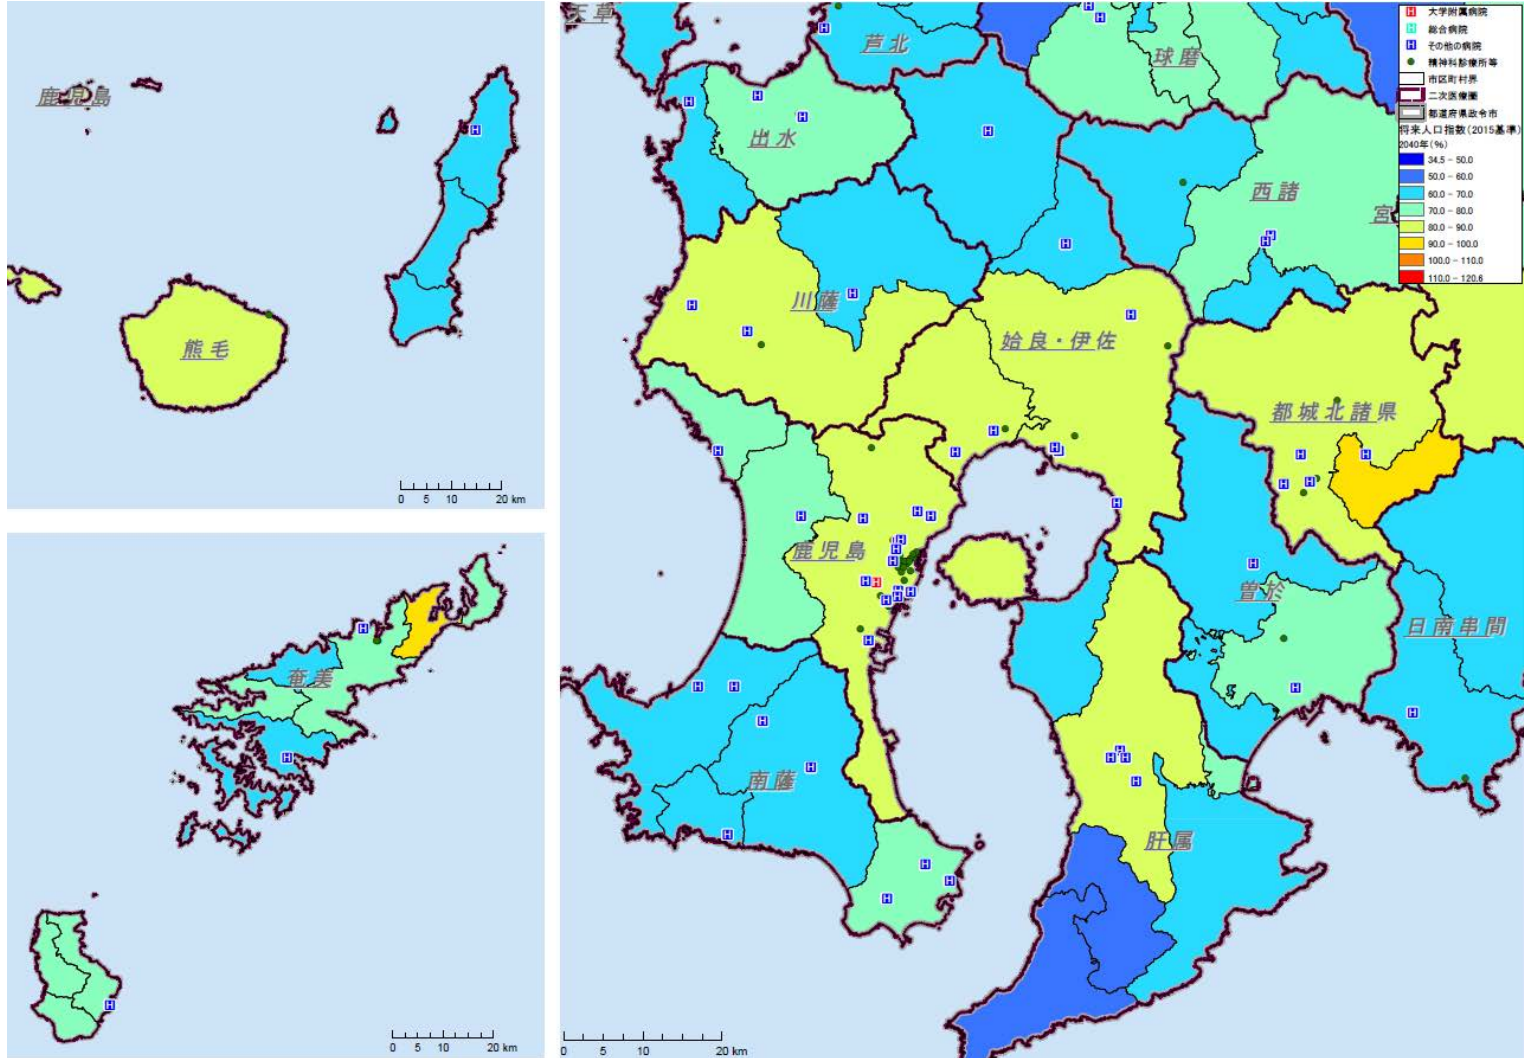 鹿児島
熊毛
0 5 10 20 km
奄美
0 5 10 20 km
天草
芦北
球磨
出水
西諸
宮
川薩
姶良・伊佐
都城北諸県
鹿児島
曽於
日南串間
南薩
肝属
0 5 10 20 km
大学附属病院
総合病院
その他の病院
精神科診療所等
市区町村界
二次医療圏
都道府県政令市
将来人口指数(2015基準)
2040年(%)
34.5 - 50.0
50.0 - 60.0
60.0 - 70.0
70.0 - 80.0
80.0 - 90.0
90.0 - 100.0
100.0 - 110.0
110.0 - 120.6